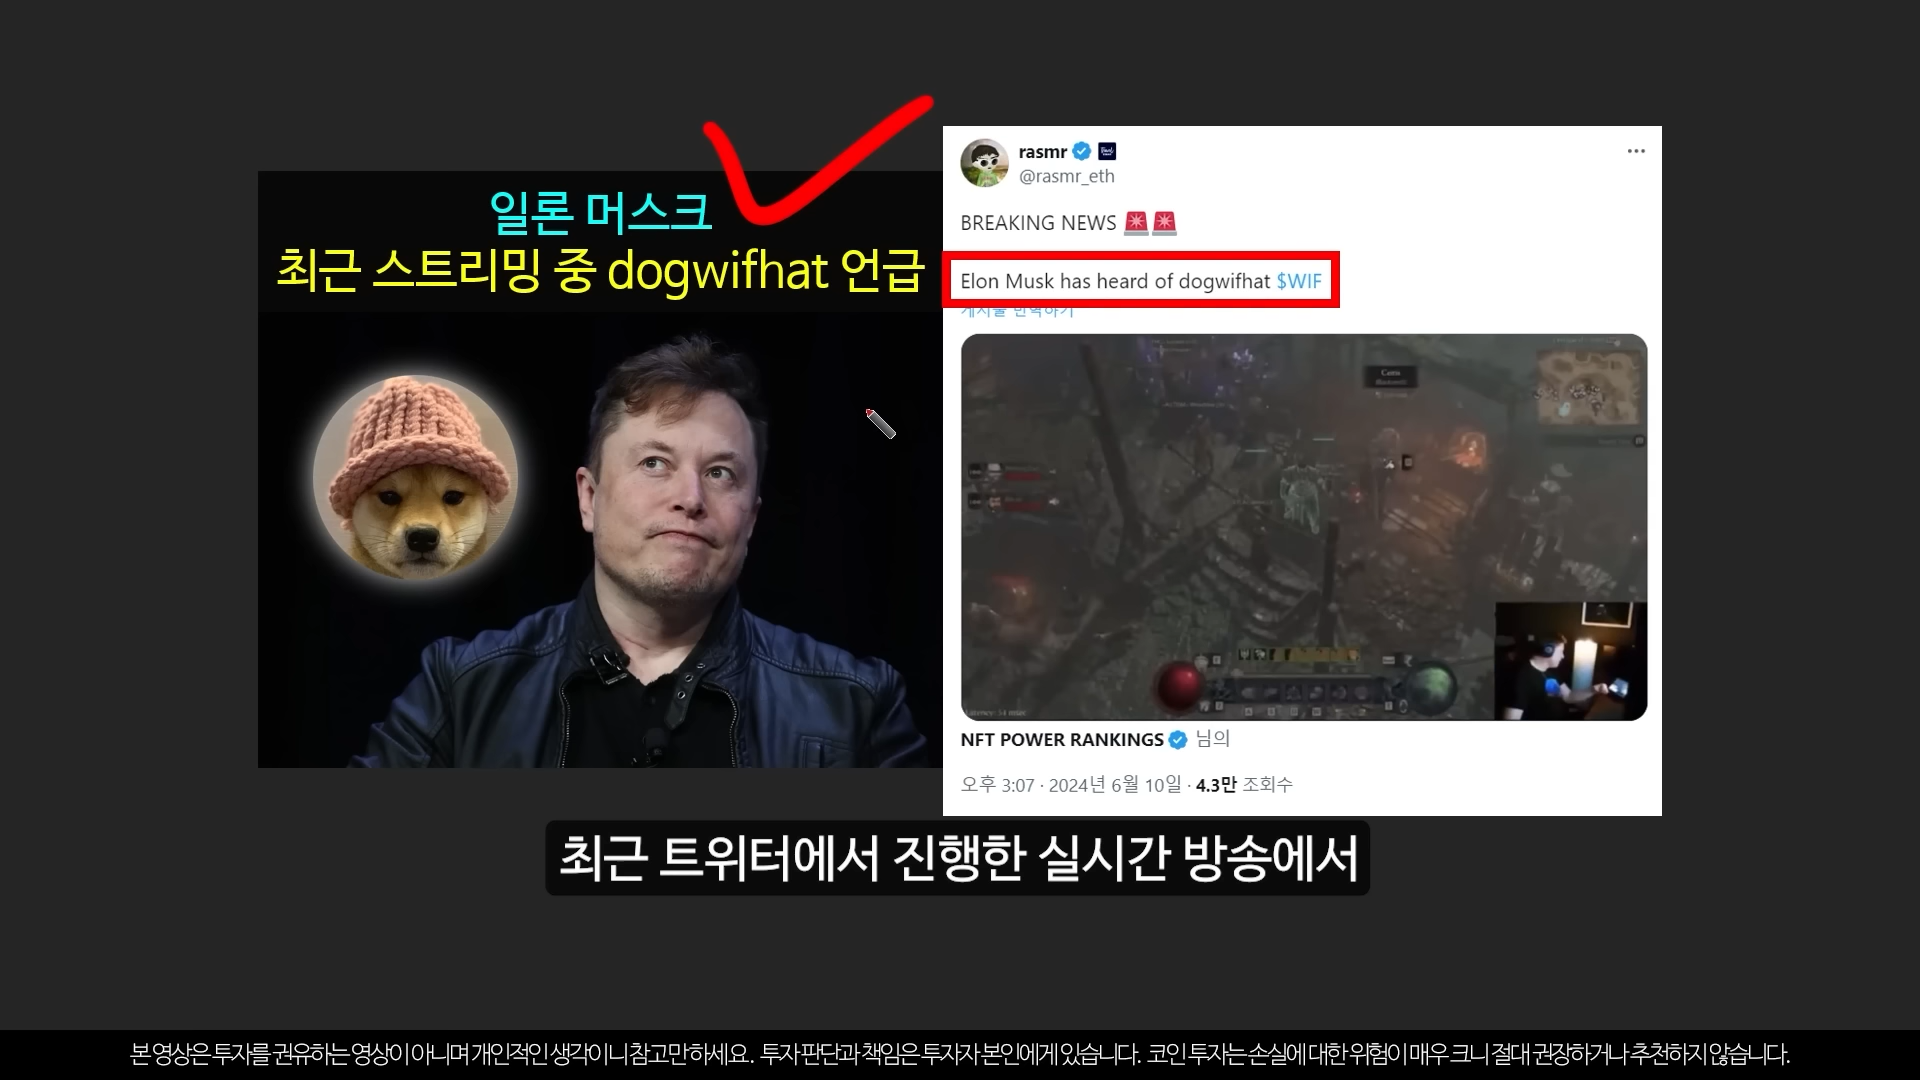 일론 머스크
최근 스트리밍 중 dogwifhat 언급
rasmr
@rasmr_eth
BREAKING NEWS 🚨🚨
Elon Musk has heard of dogwifhat $WIF
게시물 번역하기
NFT POWER RANKINGS 님의
오후 3:07 · 2024년 6월 10일 · 4.3만 조회수
최근 트위터에서 진행한 실시간 방송에서
본 영상은 투자를 권유하는 영상이 아니며 개인적인 생각이니 참고만 하세요. 투자 판단과 책임은 투자자 본인에게 있습니다. 코인 투자는 손실에 대한 위험이 매우 크니 절대 권장하거나 추천하지 않습니다.